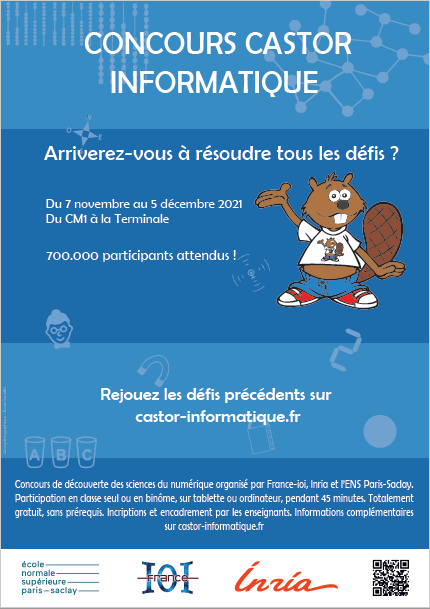 CONCOURS CASTOR
INFORMATIQUE
Arriverez-vous à résoudre tous les défis ?
Du 7 novembre au 5 décembre 2021
Du CM1 à la Terminale
700.000 participants attendus !
Rejouez les défis précédents sur
castor-informatique.fr
A B C
Concours de découverte des sciences du numérique organisé par France-ioi, Inria et l'ENS Paris-Saclay.
Participation en classe seul ou en binôme, sur tablette ou ordinateur, pendant 45 minutes. Totalement
gratuit, sans prérequis. Incriptions et encadrement par les enseignants. Informations complémentaires
sur castor-informatique.fr
école
normale
supérieure
paris-saclay
France
IOI
Inria